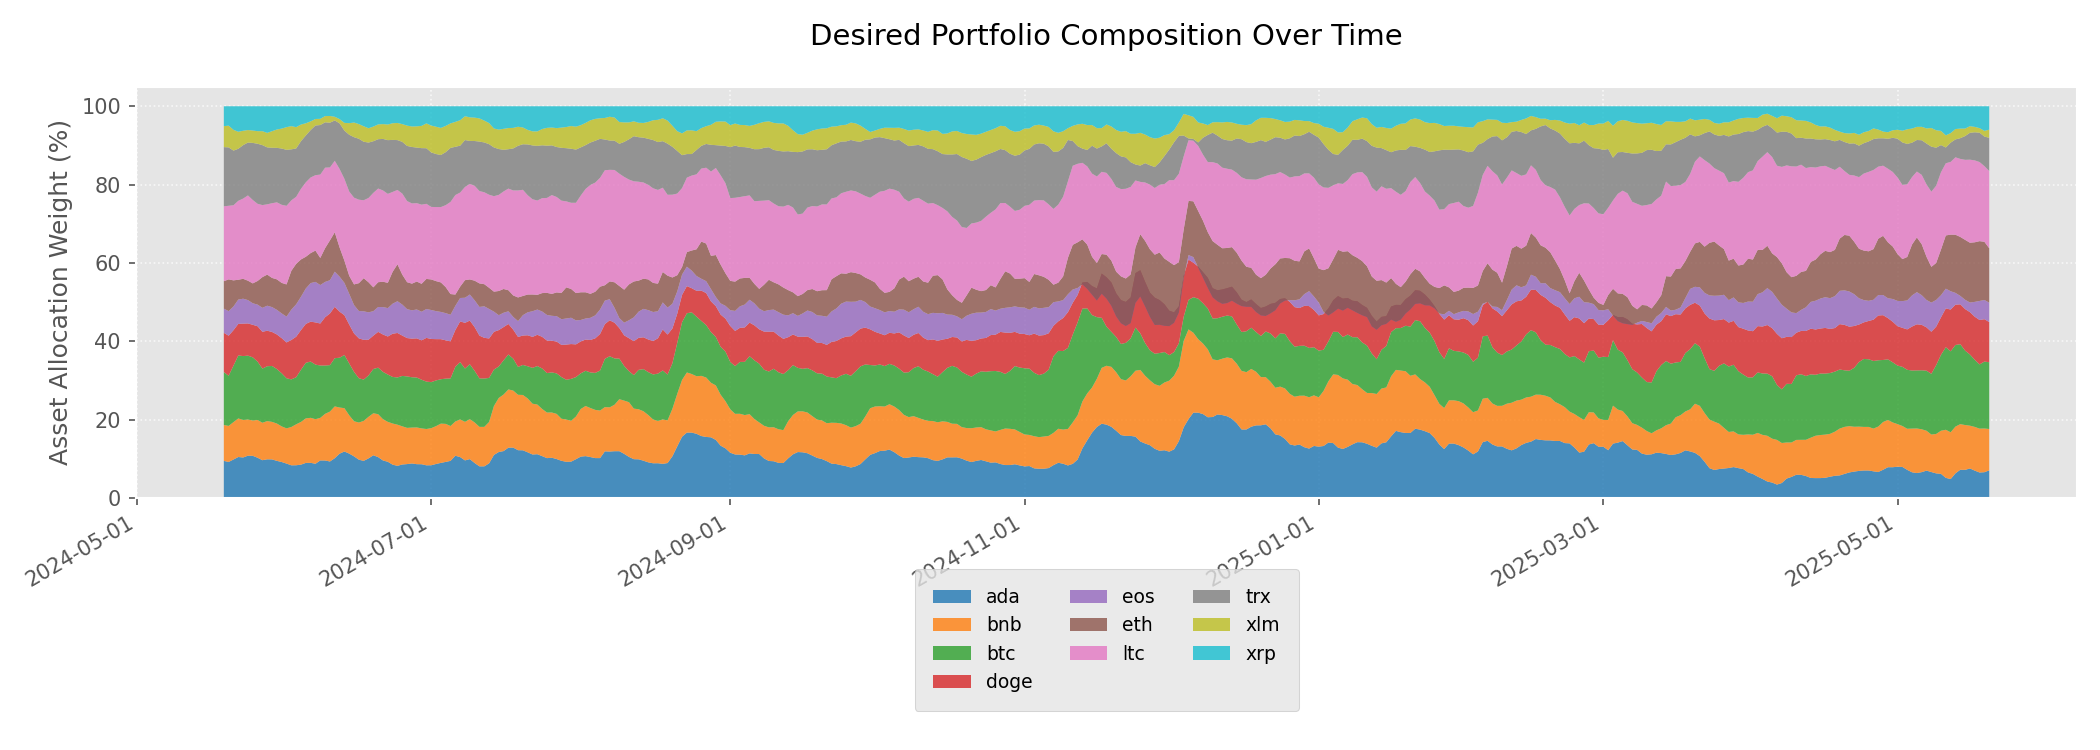 Desired Portfolio Composition Over Time
Asset Allocation Weight (%)
100
80
60
40
20
0
2024-05-01
2024-07-01
2024-09-01
2024-11-01
2025-01-01
2025-03-01
2025-05-01
ada
bnb
btc
doge
eos
eth
ltc
trx
xlm
xrp